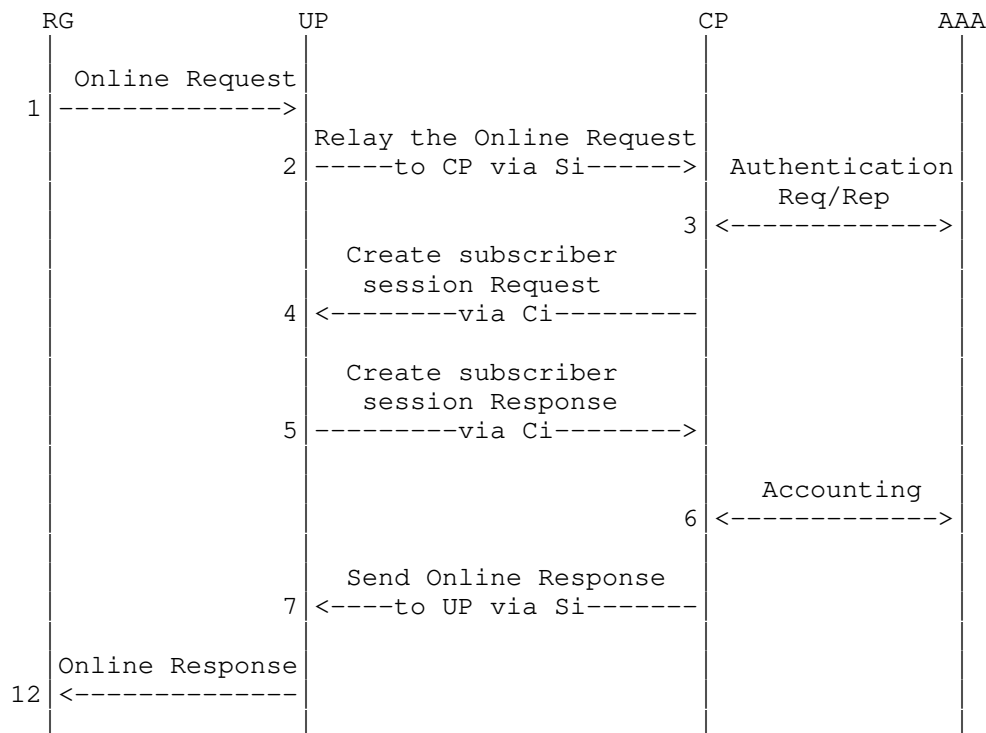 RG UP CP AAA
Online Request
1
Relay the Online Request
2 to CP via Si Authentication
Req/Rep
3
Create subscriber
session Request
4 via Ci
Create subscriber
session Response
5 via Ci
Accounting
6
Send Online Response
7 to UP via Si
Online Response
12